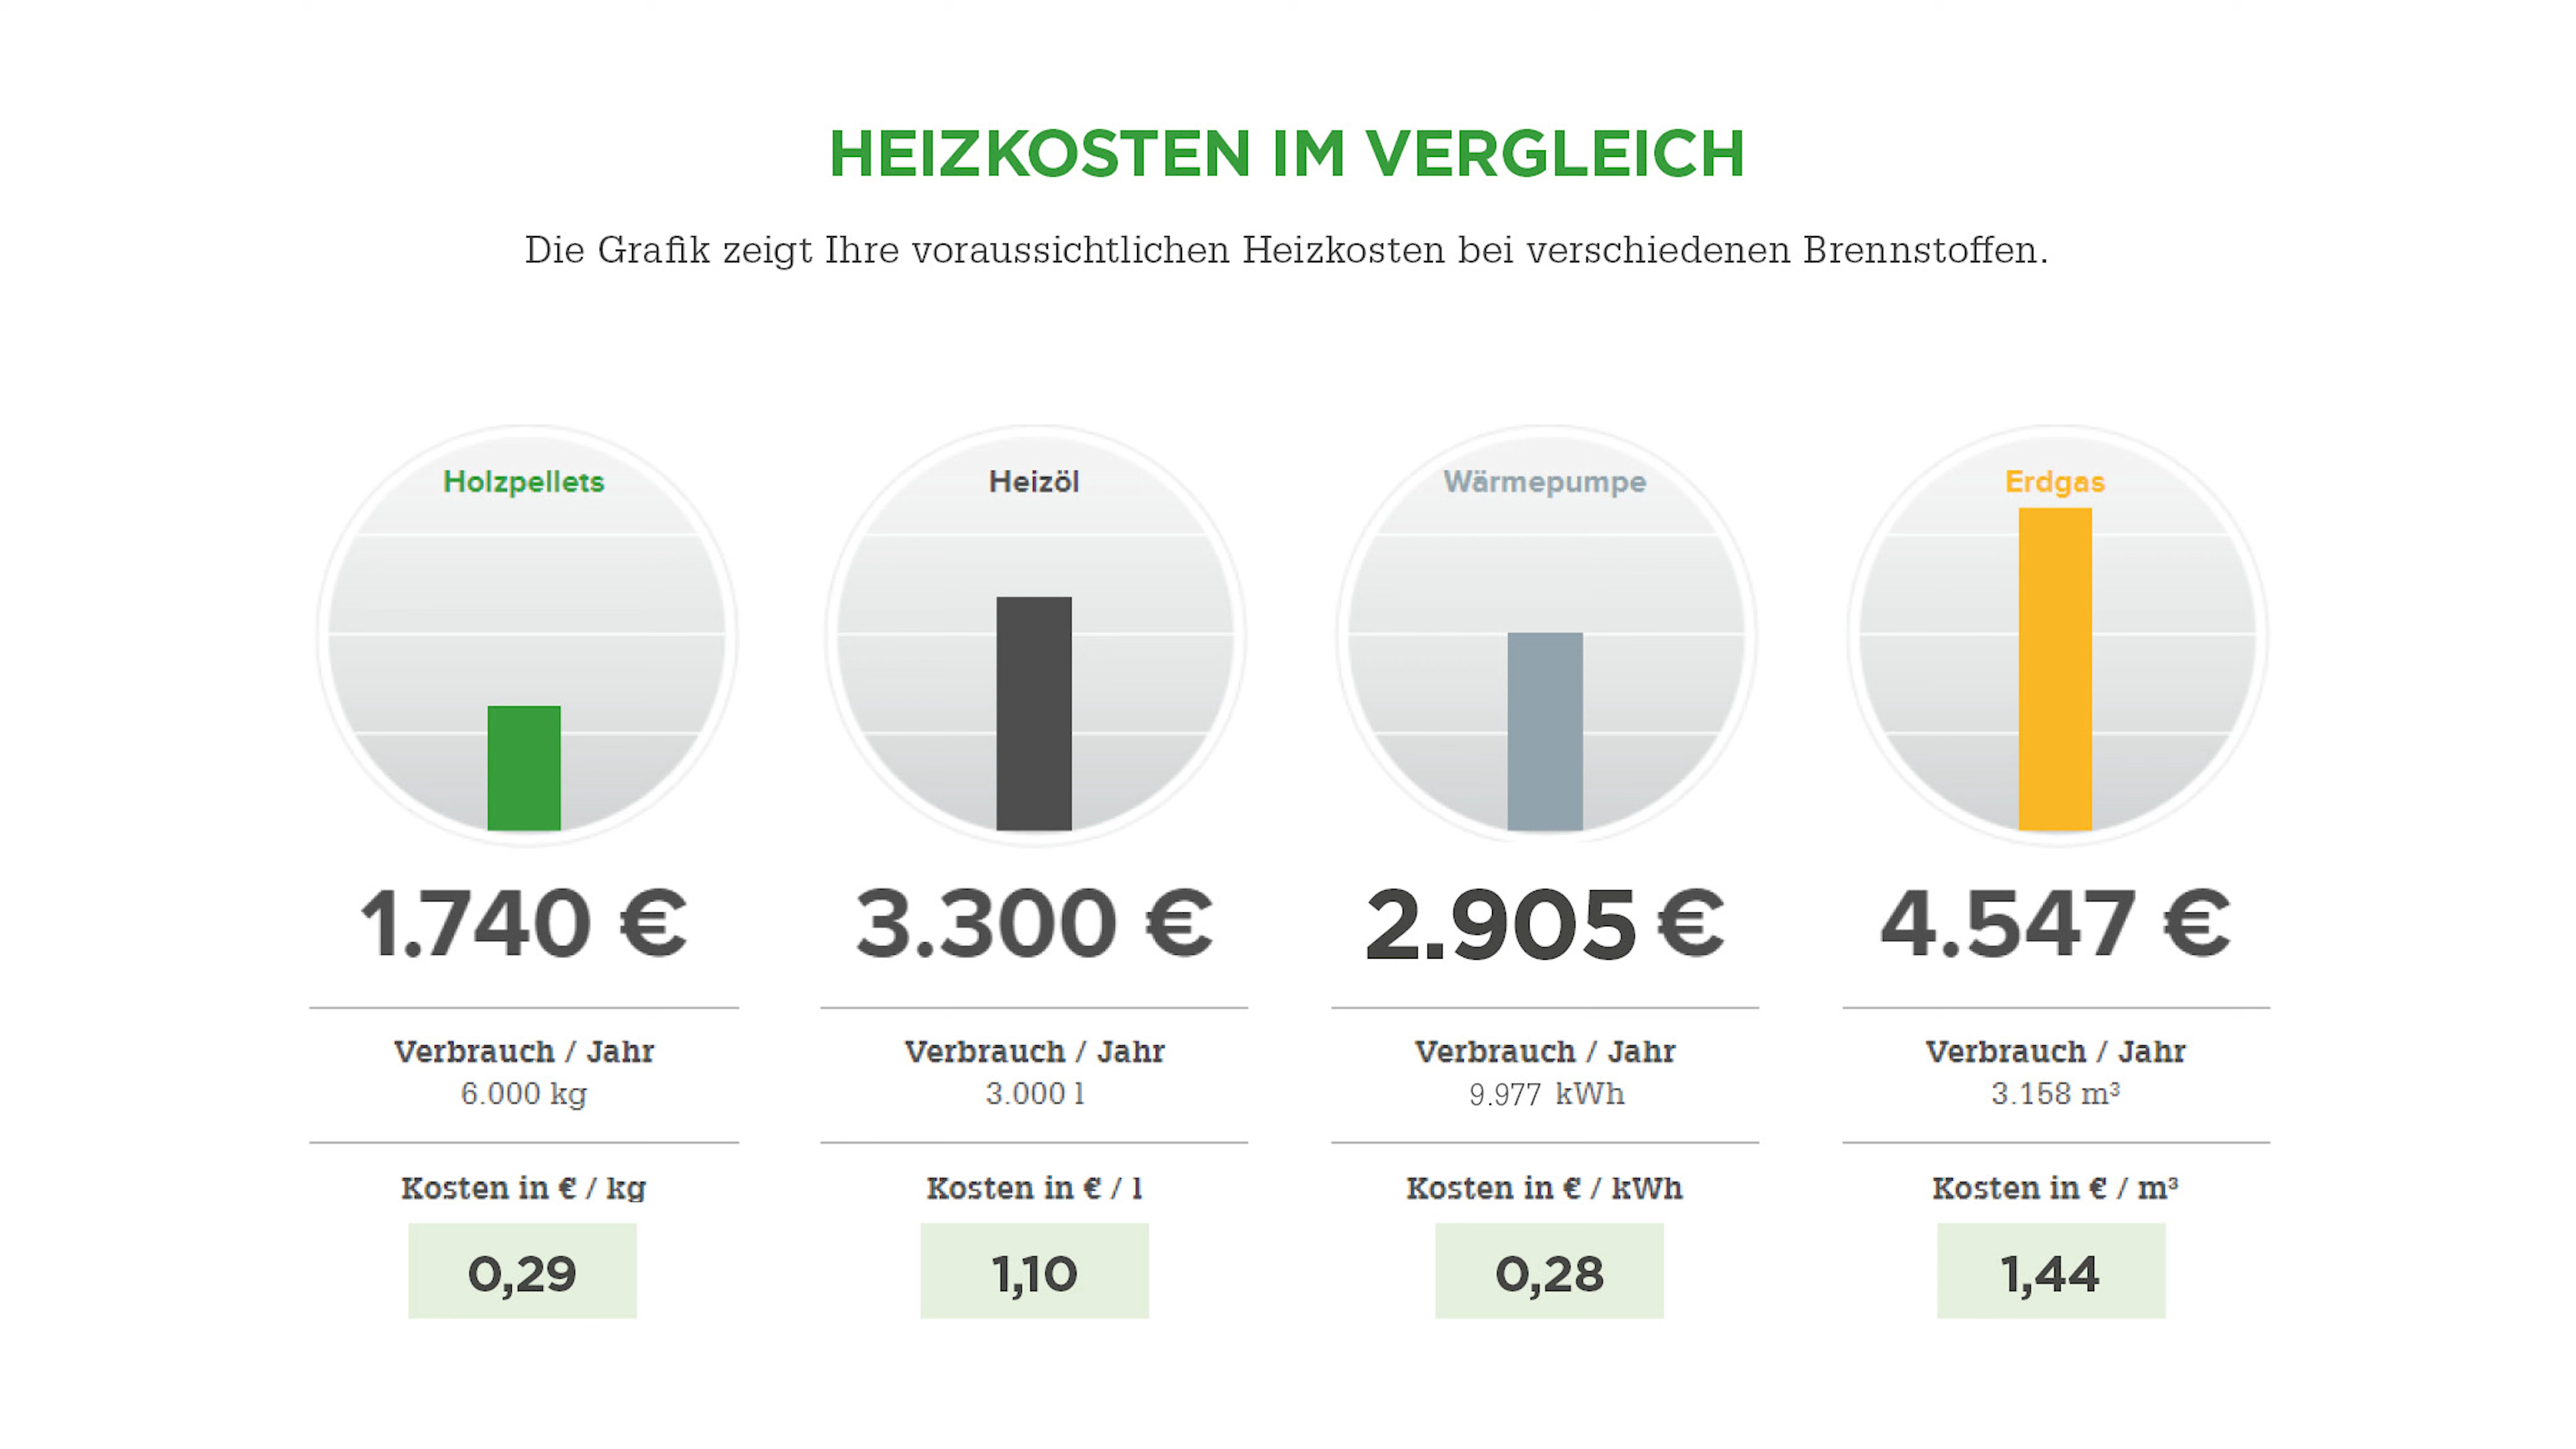 HEIZKOSTEN IM VERGLEICH
Die Grafik zeigt Ihre voraussichtlichen Heizkosten bei verschiedenen Brennstoffen.
Holzpellets
1.740 €
Verbrauch / Jahr
6.000 kg
Kosten in € / kg
0,29
Heizöl
3.300 €
Verbrauch / Jahr
3.000 l
Kosten in € / l
1,10
Wärmepumpe
2.905 €
Verbrauch / Jahr
9.977 kWh
Kosten in € / kWh
0,28
Erdgas
4.547 €
Verbrauch / Jahr
3.158 m³
Kosten in € / m³
1,44